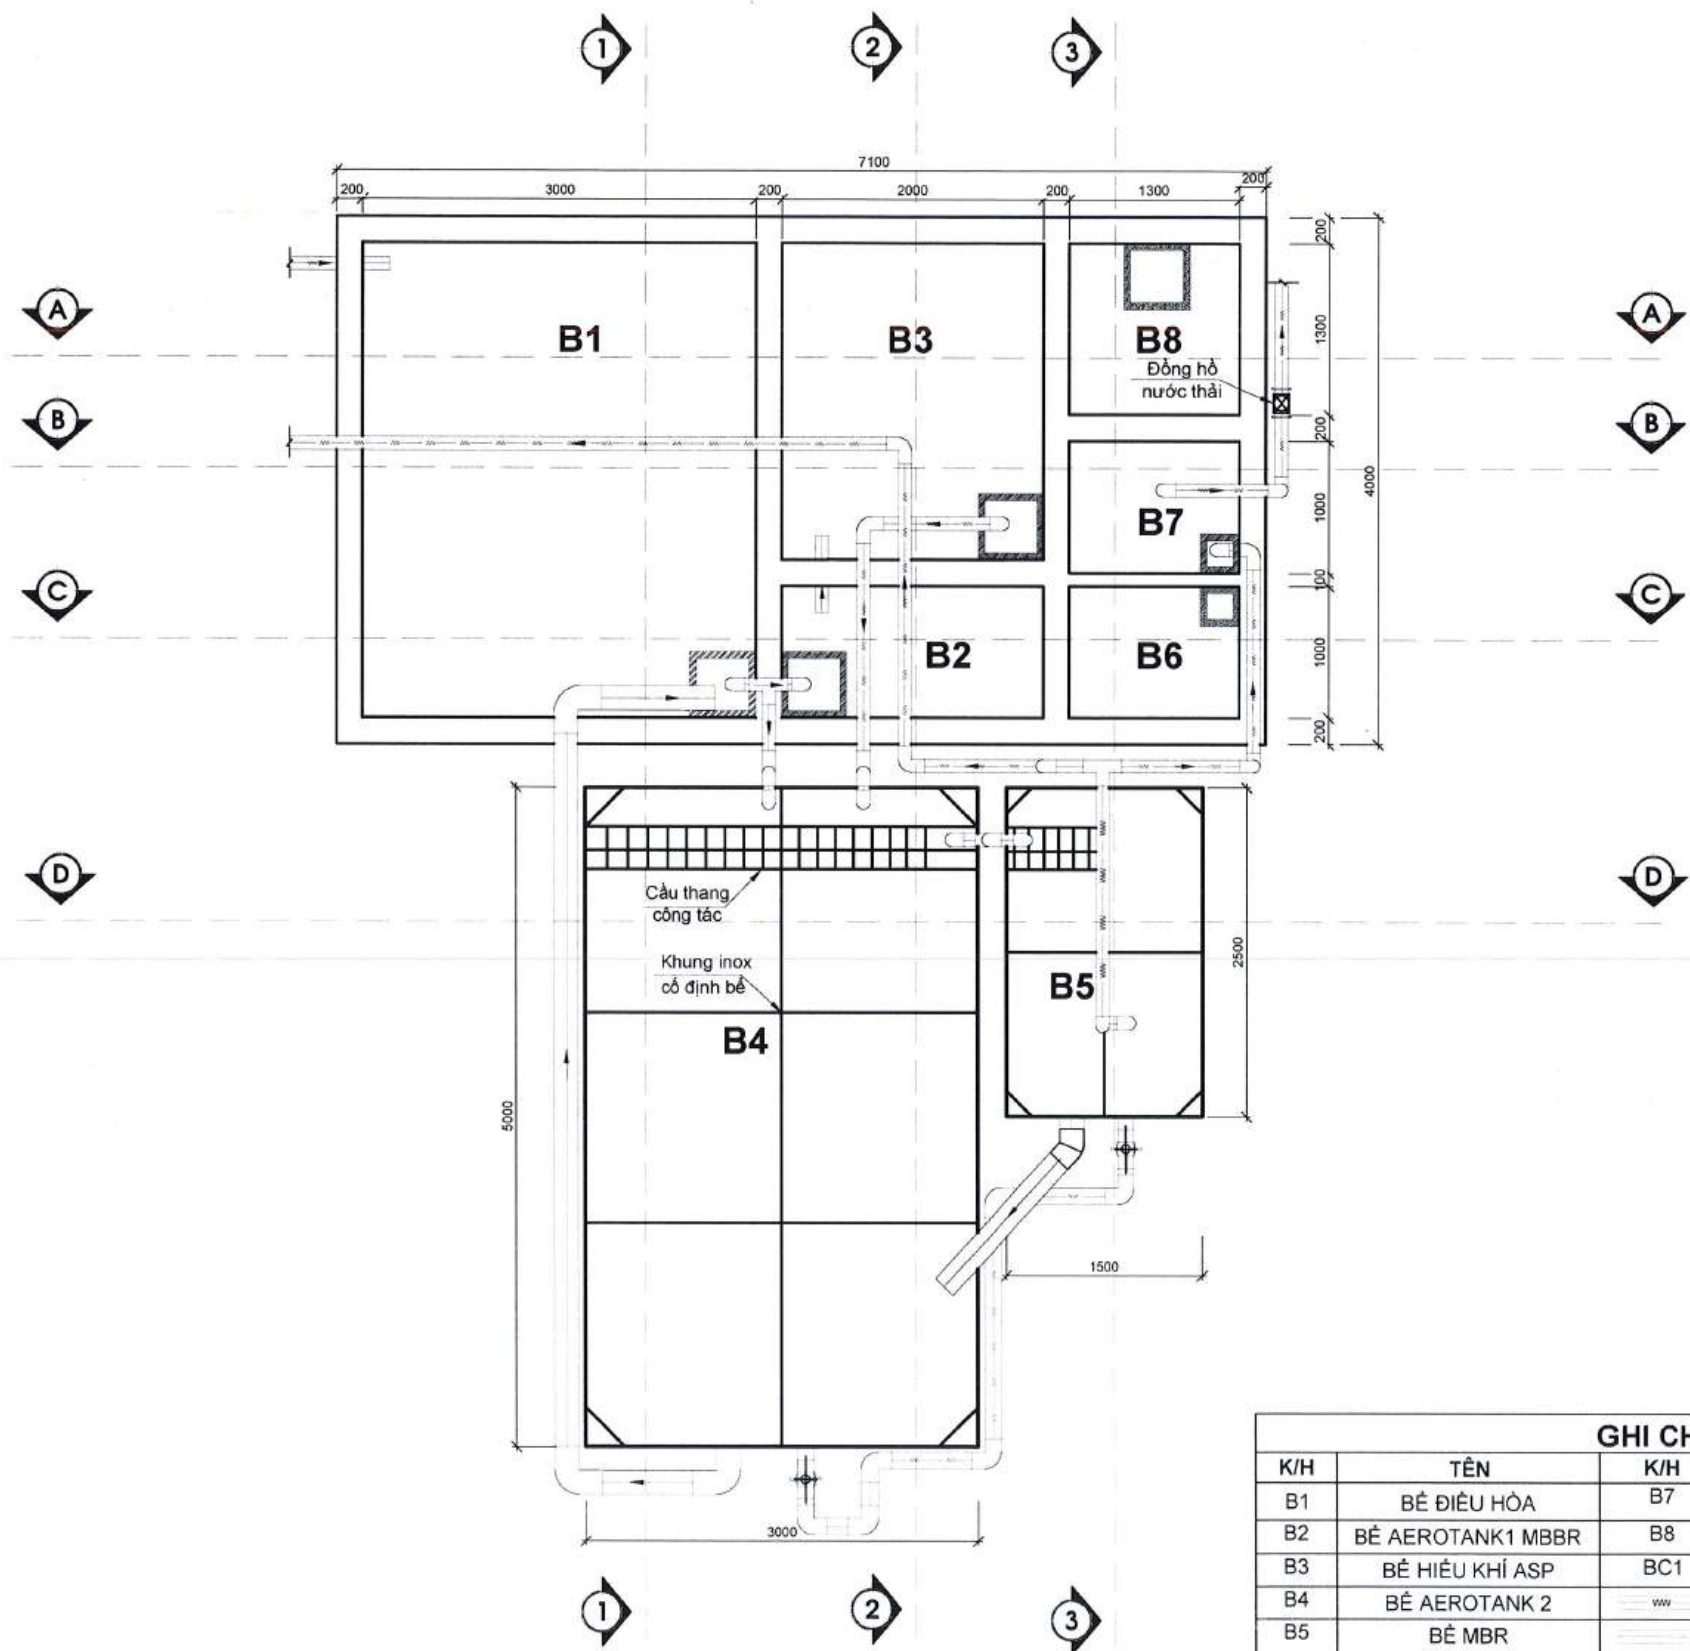 1
2
3
7100
200
3000
200
2000
200
1300
200
200
A
A
B1
B3
B8
1300
Đồng hồ
nước thải
B
B
200
4000
1000
B7
C
C
100
B2
B6
1000
200
D
D
Cầu thang
công tác
2500
Khung inox
cố định bể
B5
B4
5000
1500
3000
1
2
3
GHI CH
K/H
TÊN
K/H
B1
BỂ ĐIỀU HÒA
B7
B2
BỂ AEROTANK1 MBBR
B8
B3
BỂ HIẾU KHÍ ASP
BC1
B4
BỂ AEROTANK 2
WW
B5
BỂ MBR